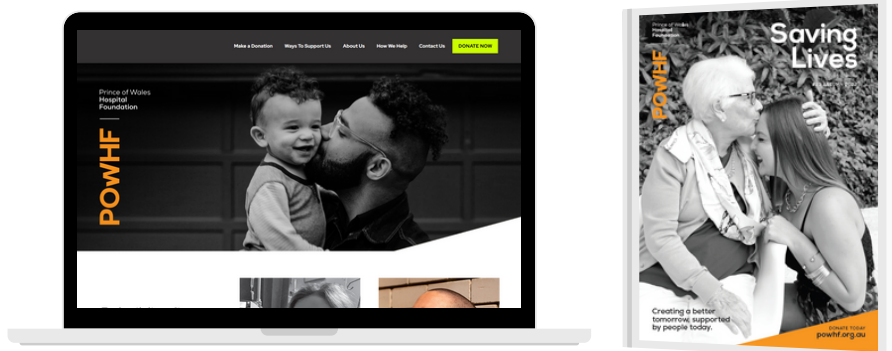 Make a Donation
Ways To Support Us
About Us
How We Help
Contact Us
DONATE NOW
Prince of Wales
Hospital
Foundation
POWHF
Prince of Wales
Hospital
Foundation
POWHF
Saving
Lives
Creating a better
tomorrow, supported
by people today.
DONATE TODAY
powhf.org.au